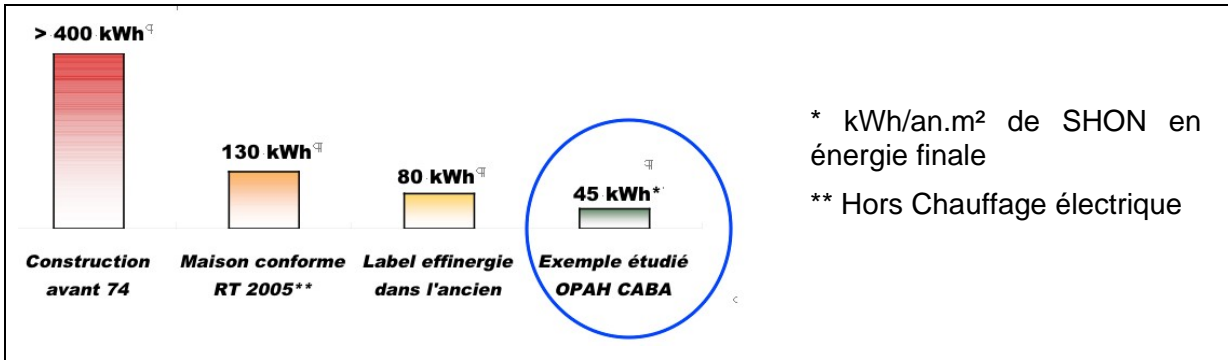 > 400 kWh¶
130 kWh¶
80 kWh¶
¶
45 kWh*
Construction
avant 74
Maison conforme
RT 2005**
Label effinergie
dans l'ancien
Exemple étudié
OPAH CABA
* kWh/an.m² de SHON en
énergie finale
** Hors Chauffage électrique